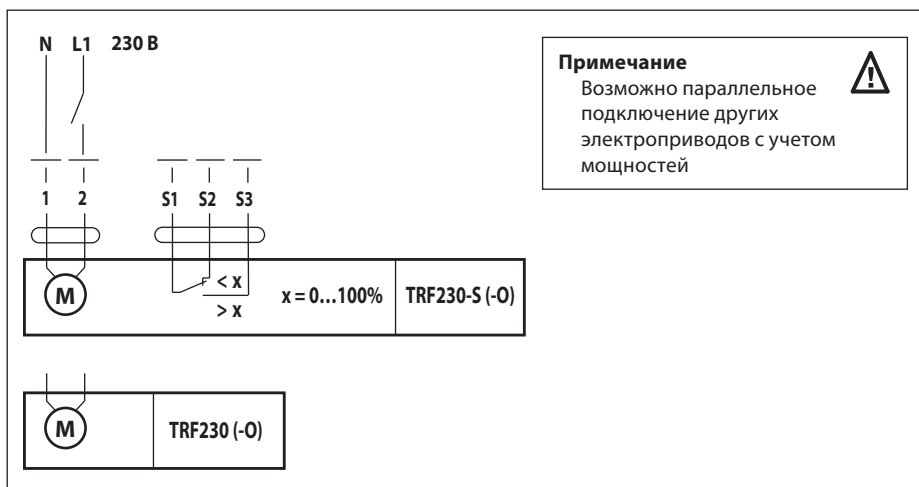 N L1 230 В
Примечание
Возможно параллельное
подключение других
электроприводов с учетом
мощностей
1 2 S1 S2 S3
M < x
> x
x = 0...100%
TRF230-S (-O)
M
TRF230 (-O)